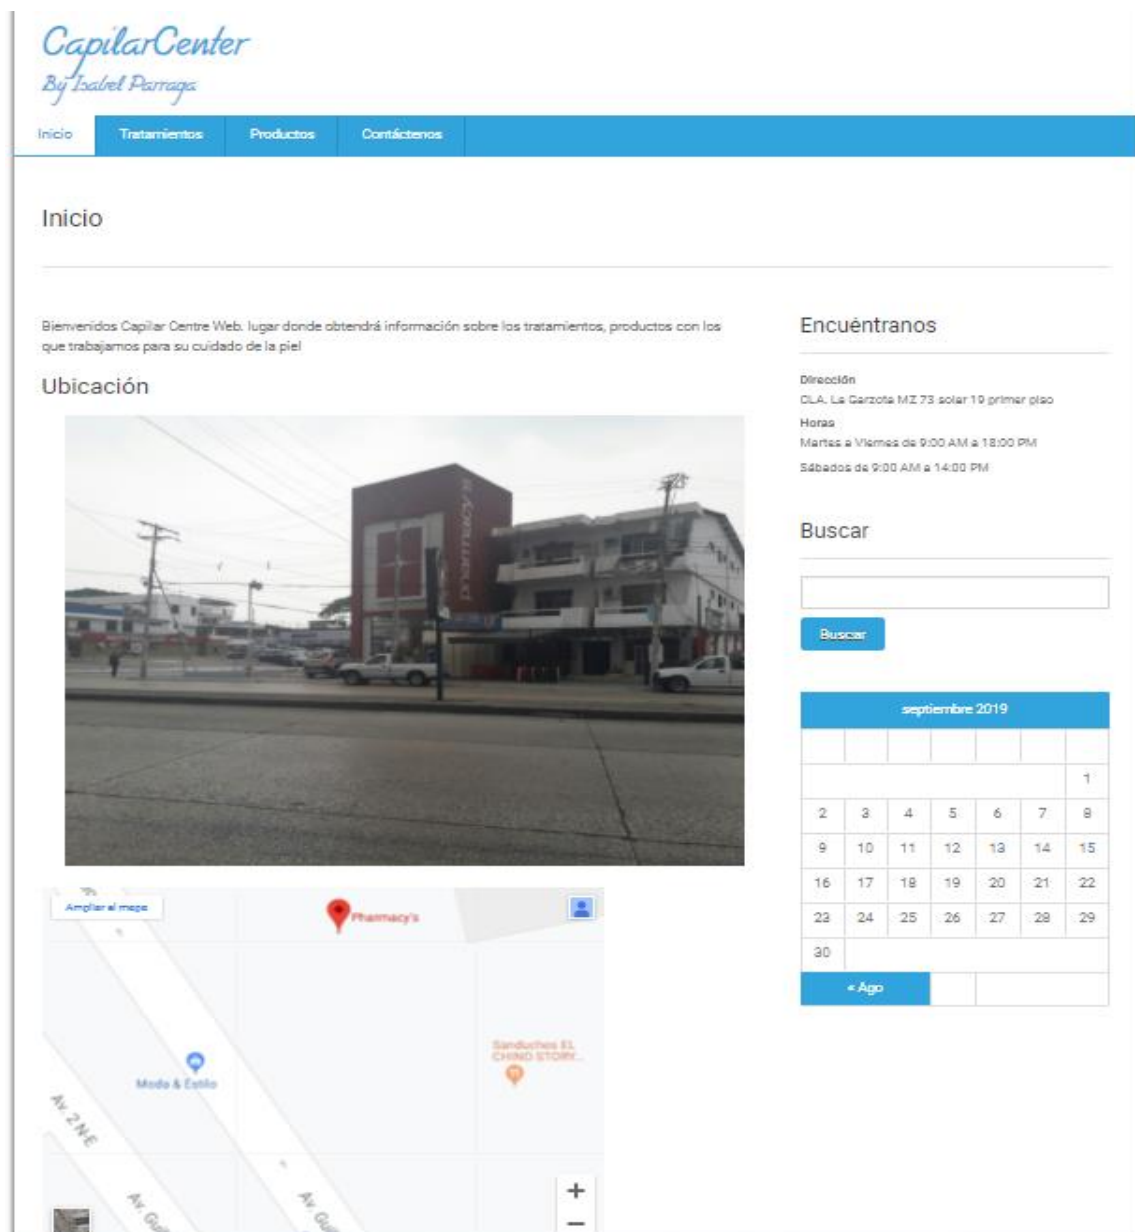 CapilarCenter
By Isabel Parraga
Inicio
Tratamientos
Productos
Contáctenos
Inicio
Bienvenidos Capilar Centre Web. lugar donde obtendrá información sobre los tratamientos, productos con los
que trabajamos para su cuidado de la piel
Ubicación
pharmacy's
Ampliar el mapa
Pharmacy's
Sanduches EL
CHINO STORY...
Moda & Estilo
Av. 2 N-E
Av. Gui
Av. Gu
+
−
Encuéntranos
Dirección
CLA. La Garzota MZ 73 solar 19 primer piso
Horas
Martes a Viernes de 9:00 AM a 18:00 PM
Sábados de 9:00 AM a 14:00 PM
Buscar
Buscar
septiembre 2019
1
2 3 4 5 6 7 8
9 10 11 12 13 14 15
16 17 18 19 20 21 22
23 24 25 26 27 28 29
30
« Ago